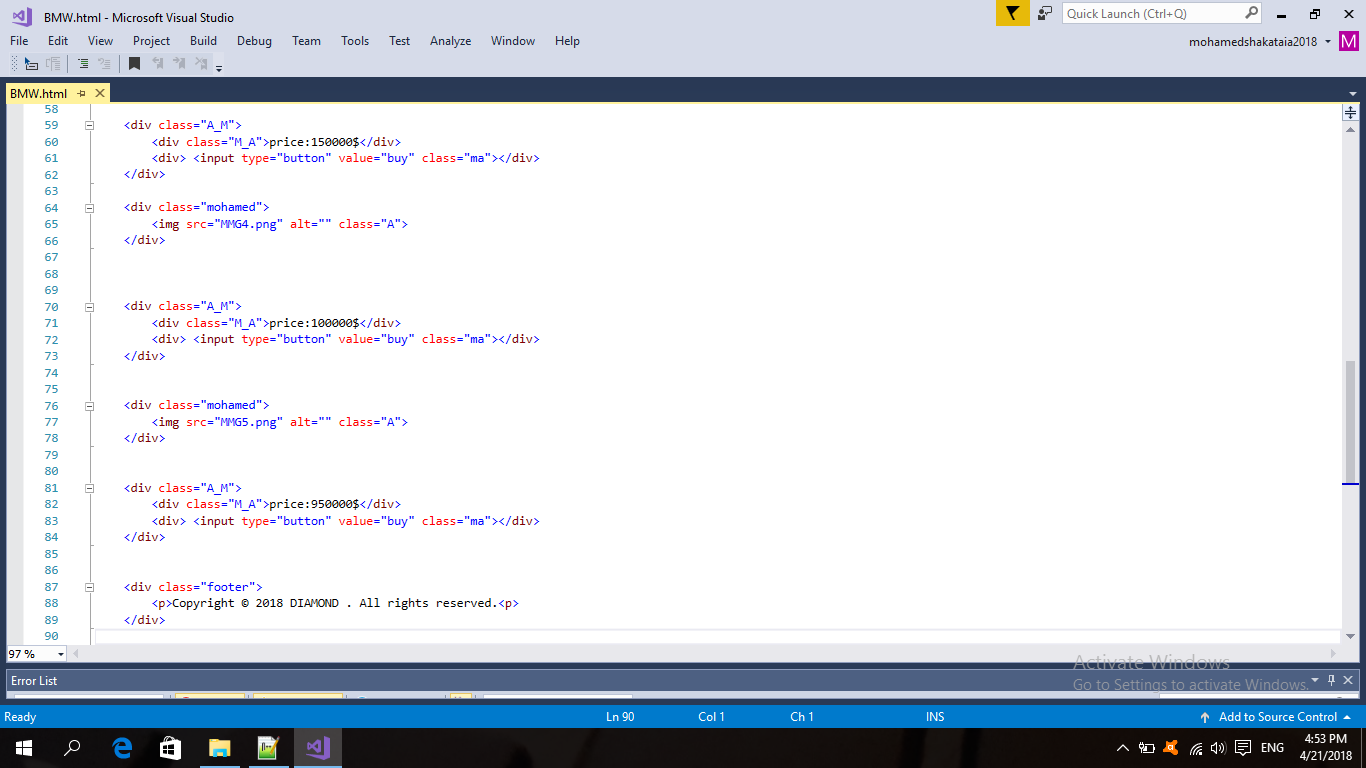 BMW.html - Microsoft Visual Studio
Quick Launch (Ctrl+Q)
File Edit View Project Build Debug Team Tools Test Analyze Window Help
mohamedshakataia2018 M
BMW.html
58
59 <div class="A_M">
60 <div class="M_A">price:150000$</div>
61 <div> <input type="button" value="buy" class="ma"></div>
62 </div>
63
64 <div class="mohamed">
65 <img src="MMG4.png" alt="" class="A">
66 </div>
67
68
69
70 <div class="A_M">
71 <div class="M_A">price:100000$</div>
72 <div> <input type="button" value="buy" class="ma"></div>
73 </div>
74
75
76 <div class="mohamed">
77 <img src="MMG5.png" alt="" class="A">
78 </div>
79
80
81 <div class="A_M">
82 <div class="M_A">price:950000$</div>
83 <div> <input type="button" value="buy" class="ma"></div>
84 </div>
85
86
87 <div class="footer">
88 <p>Copyright © 2018 DIAMOND . All rights reserved.<p>
89 </div>
90
97 %
Activate Windows
Go to Settings to activate Windows.
Error List
Ready Ln 90 Col 1 Ch 1 INS Add to Source Control
ENG
4:53 PM
4/21/2018